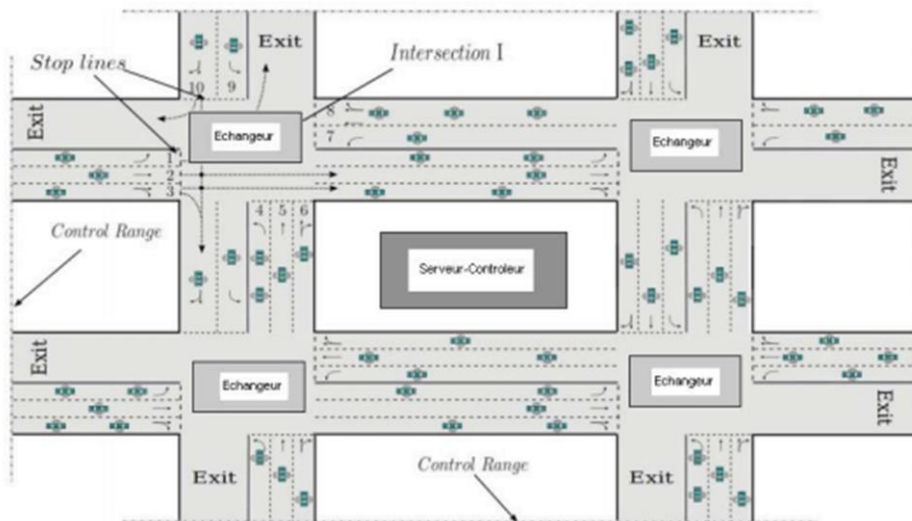 Exit
Exit
Intersection I
Stop lines
10
9
Exit
Echangeur
8
7
Echangeur
1
2
3
Exit
4
5
6
Control Range
Serveur-Controleur
Exit
Echangeur
Echangeur
Exit
Exit
Control Range
Exit